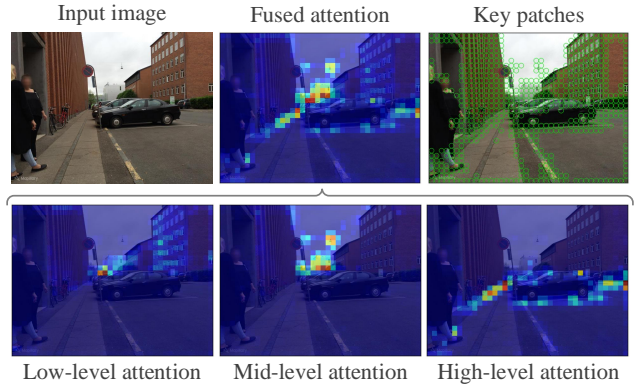 Input image
Fused attention
Key patches
Low-level attention
Mid-level attention
High-level attention